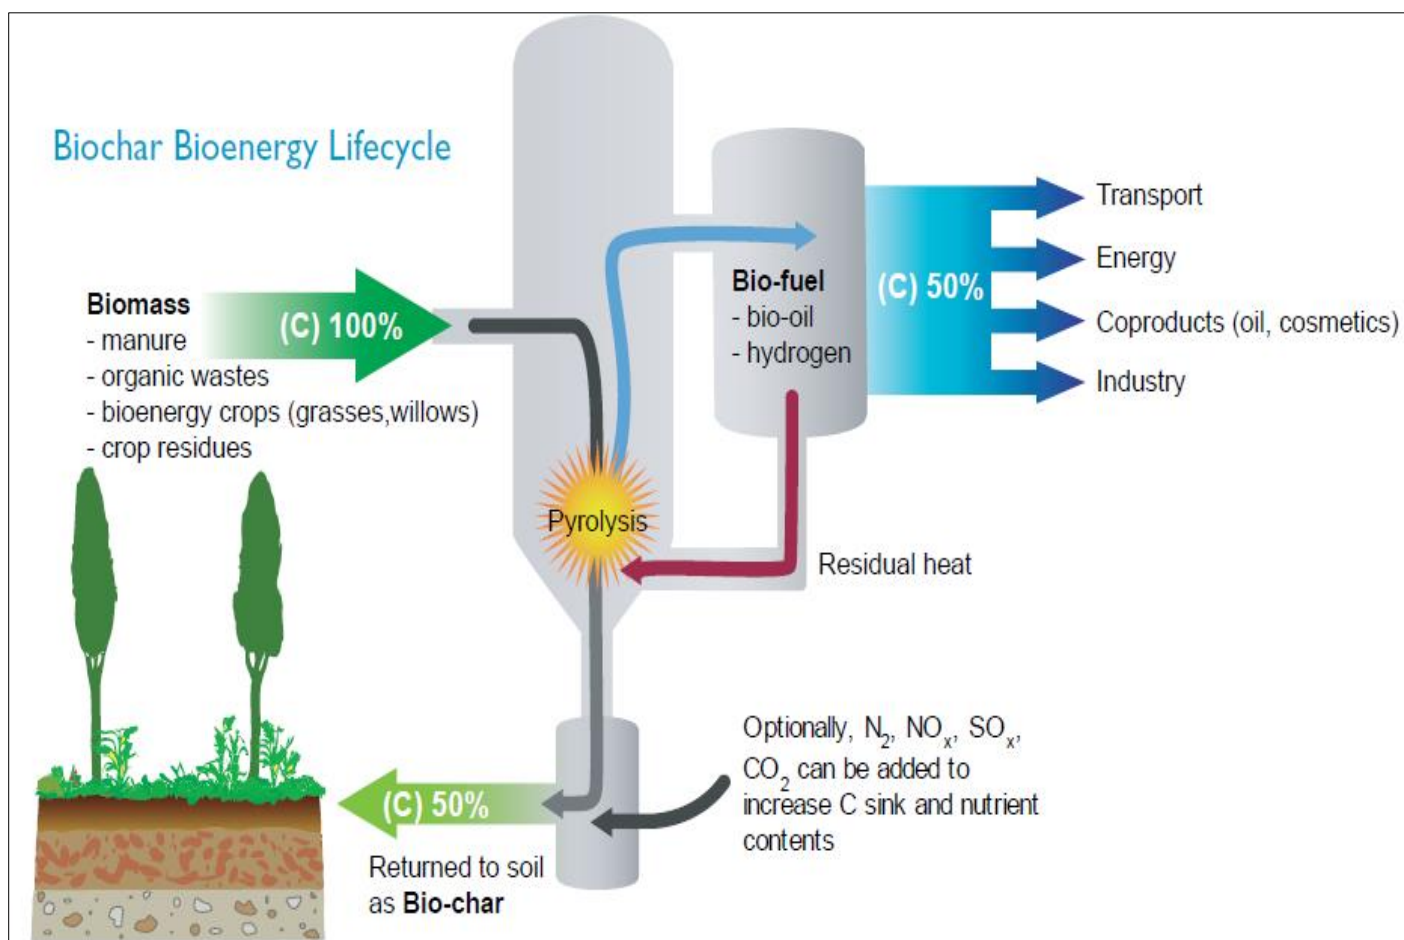 Biochar Bioenergy Lifecycle
Biomass
- manure
- organic wastes
- bioenergy crops (grasses,willows)
- crop residues
(C) 100%
Pyrolysis
Bio-fuel
- bio-oil
- hydrogen
(C) 50%
Transport
Energy
Coproducts (oil, cosmetics)
Industry
Residual heat
Optionally, N₂, NOₓ, SOₓ,
CO₂ can be added to
increase C sink and nutrient
contents
(C) 50%
Returned to soil
as Bio-char